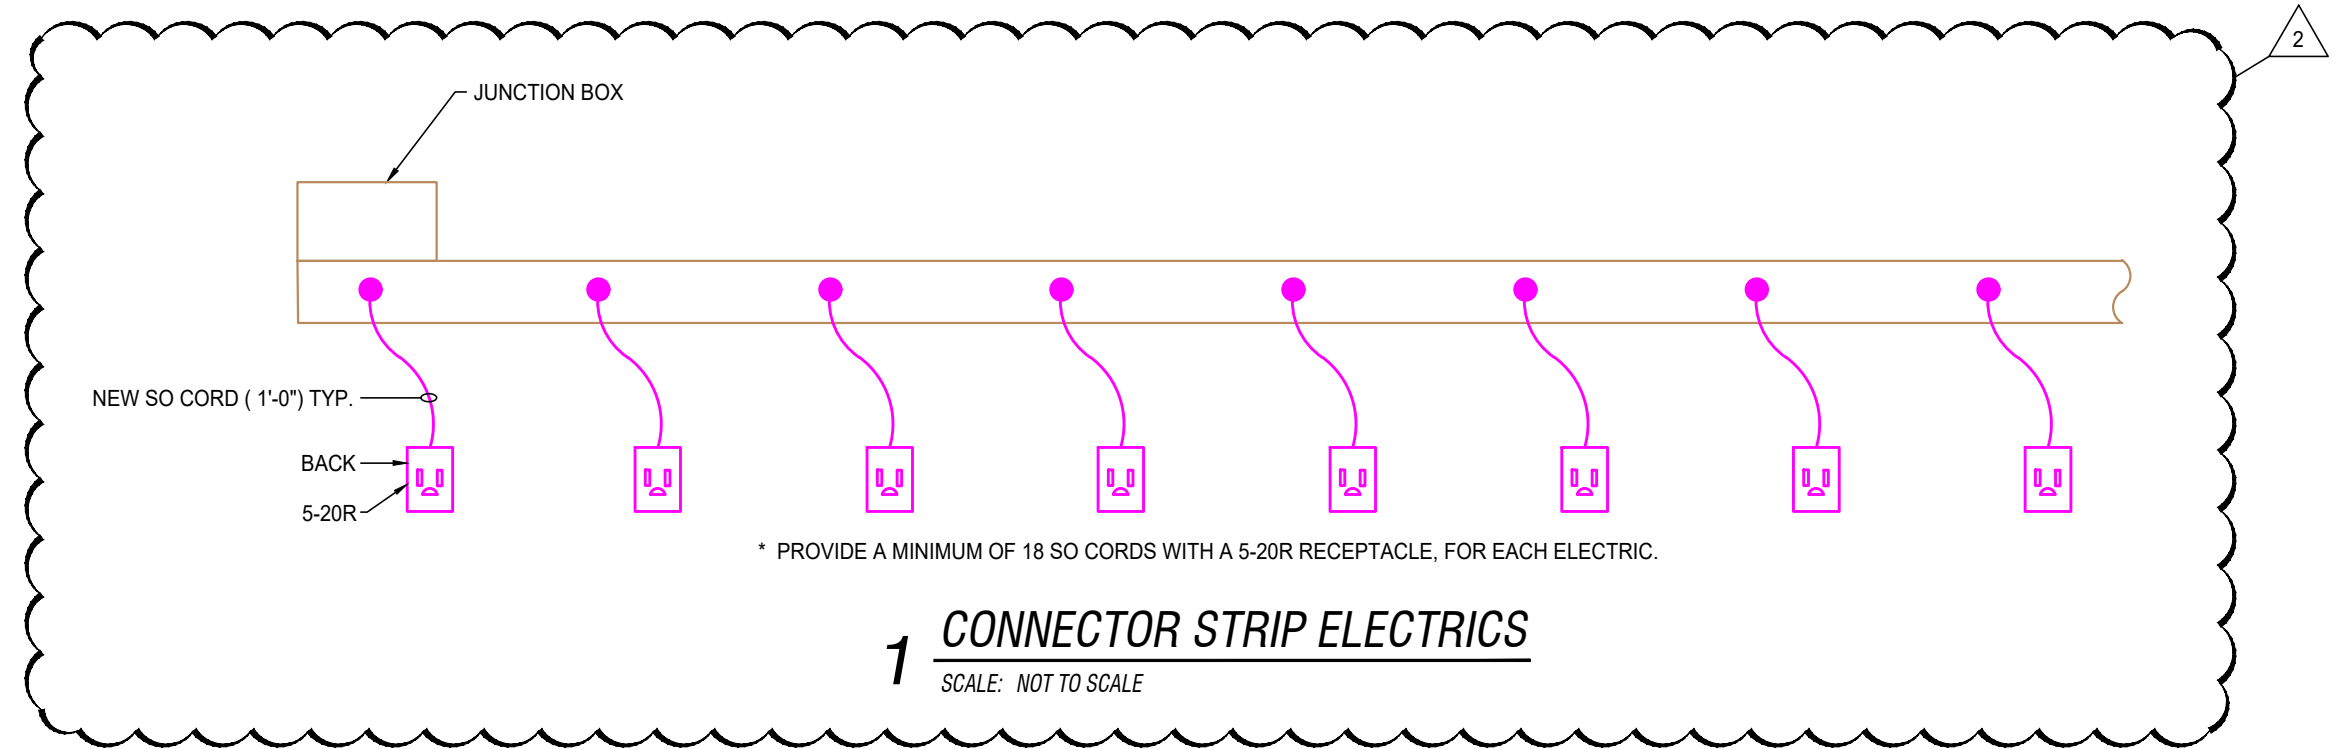 2
JUNCTION BOX
NEW SO CORD ( 1'-0") TYP.
BACK
5-20R
* PROVIDE A MINIMUM OF 18 SO CORDS WITH A 5-20R RECEPTACLE, FOR EACH ELECTRIC.
1 CONNECTOR STRIP ELECTRICS
SCALE: NOT TO SCALE